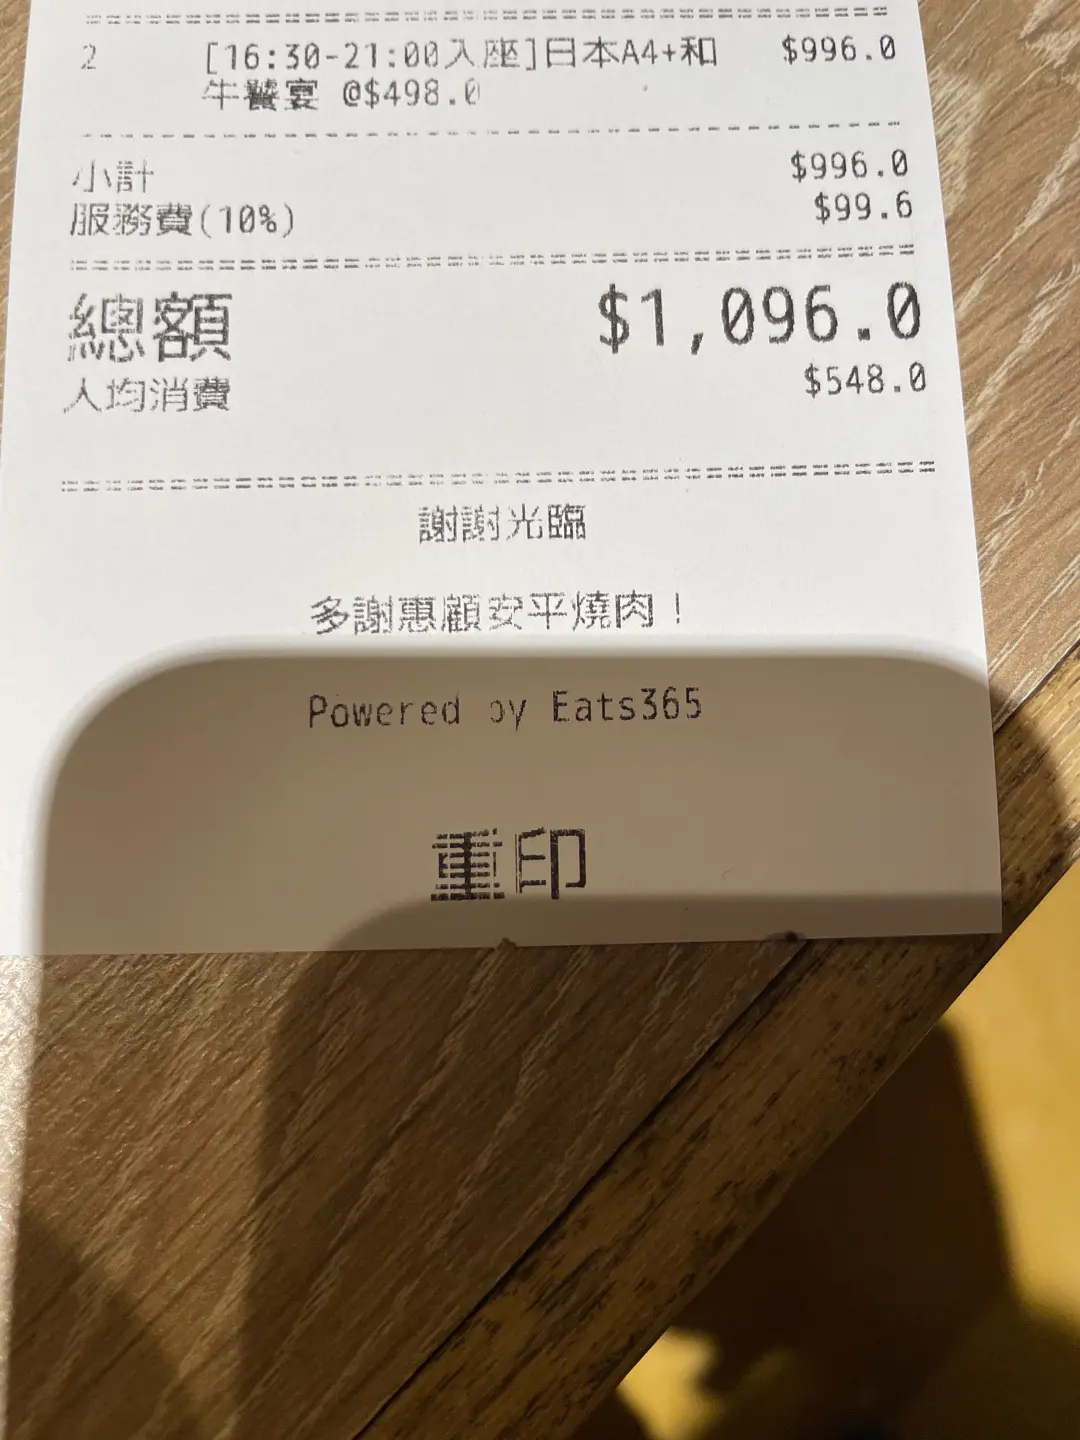 2 [16:30-21:00入座]日本A4+和 $996.0
牛饗宴 @$498.0
小計 $996.0
服務費(10%) $99.6
總額 $1,096.0
人均消費 $548.0
謝謝光臨
多謝惠顧安平燒肉！
Powered by Eats365
重印